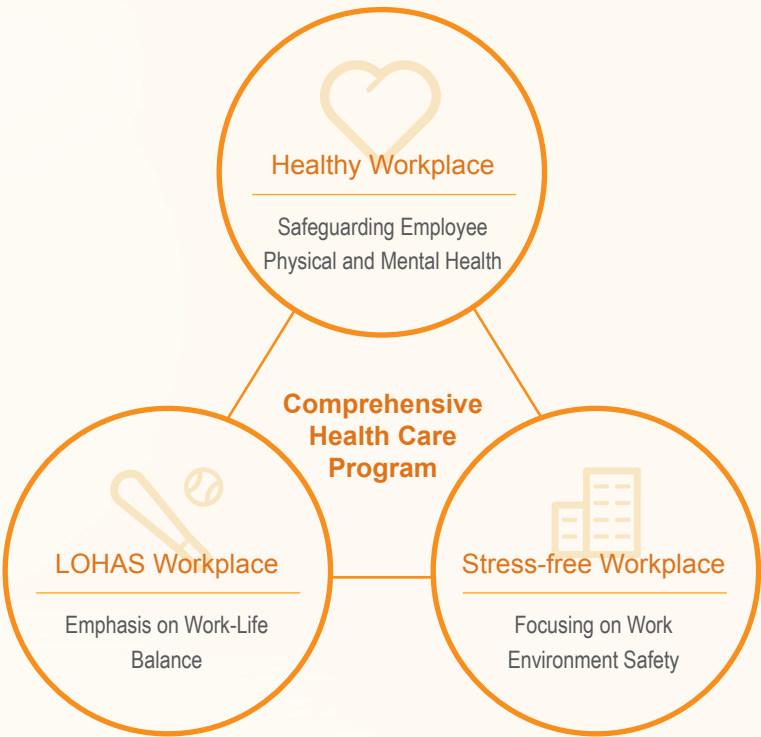 Healthy Workplace
Safeguarding Employee
Physical and Mental Health
Comprehensive
Health Care
Program
LOHAS Workplace
Emphasis on Work-Life
Balance
Stress-free Workplace
Focusing on Work
Environment Safety